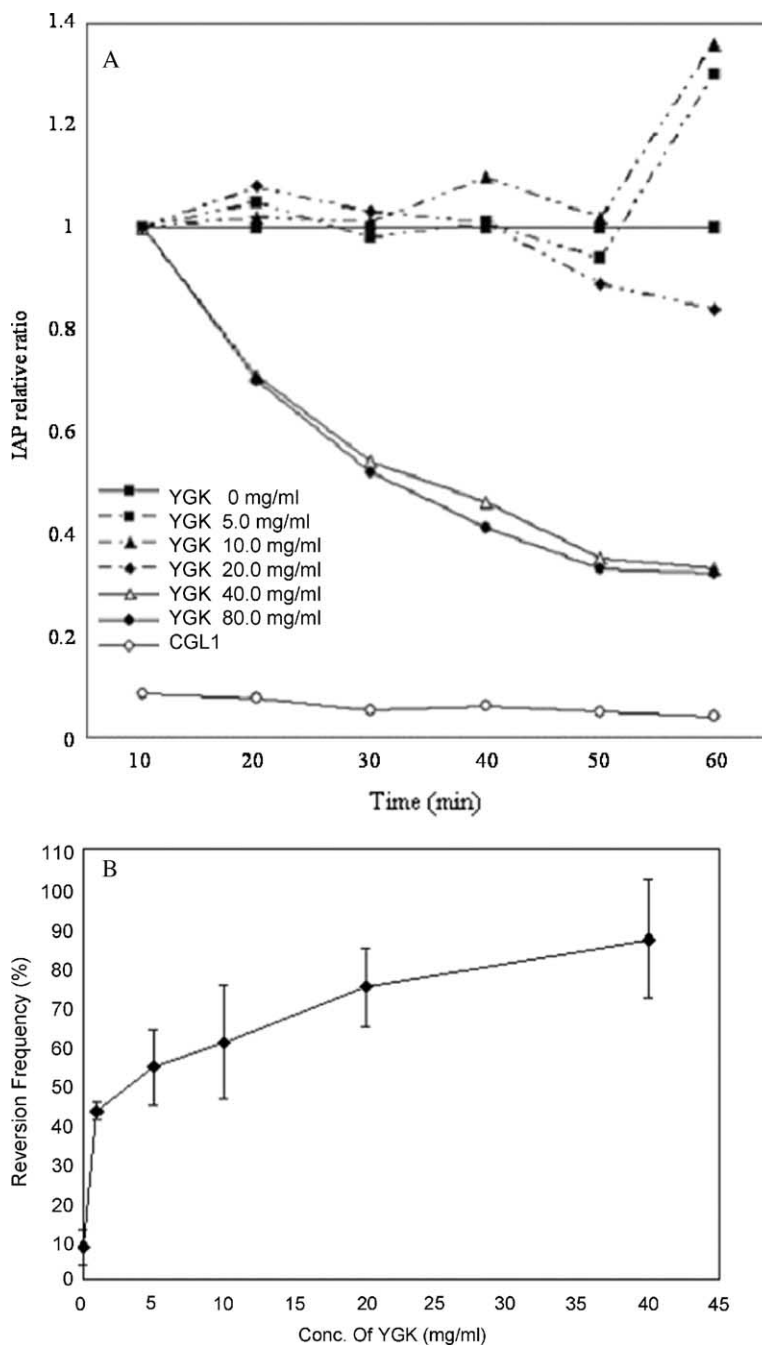 A
1.4
1.2
1
0.8
0.6
0.4
0.2
0
IAP relative ratio
YGK 0 mg/ml
YGK 5.0 mg/ml
YGK 10.0 mg/ml
YGK 20.0 mg/ml
YGK 40.0 mg/ml
YGK 80.0 mg/ml
CGL1
10 20 30 40 50 60
Time (min)
B
110
100
90
80
70
60
50
40
30
20
10
0
Reversion Frequency (%)
0 5 10 15 20 25 30 35 40 45
Conc. Of YGK (mg/ml)